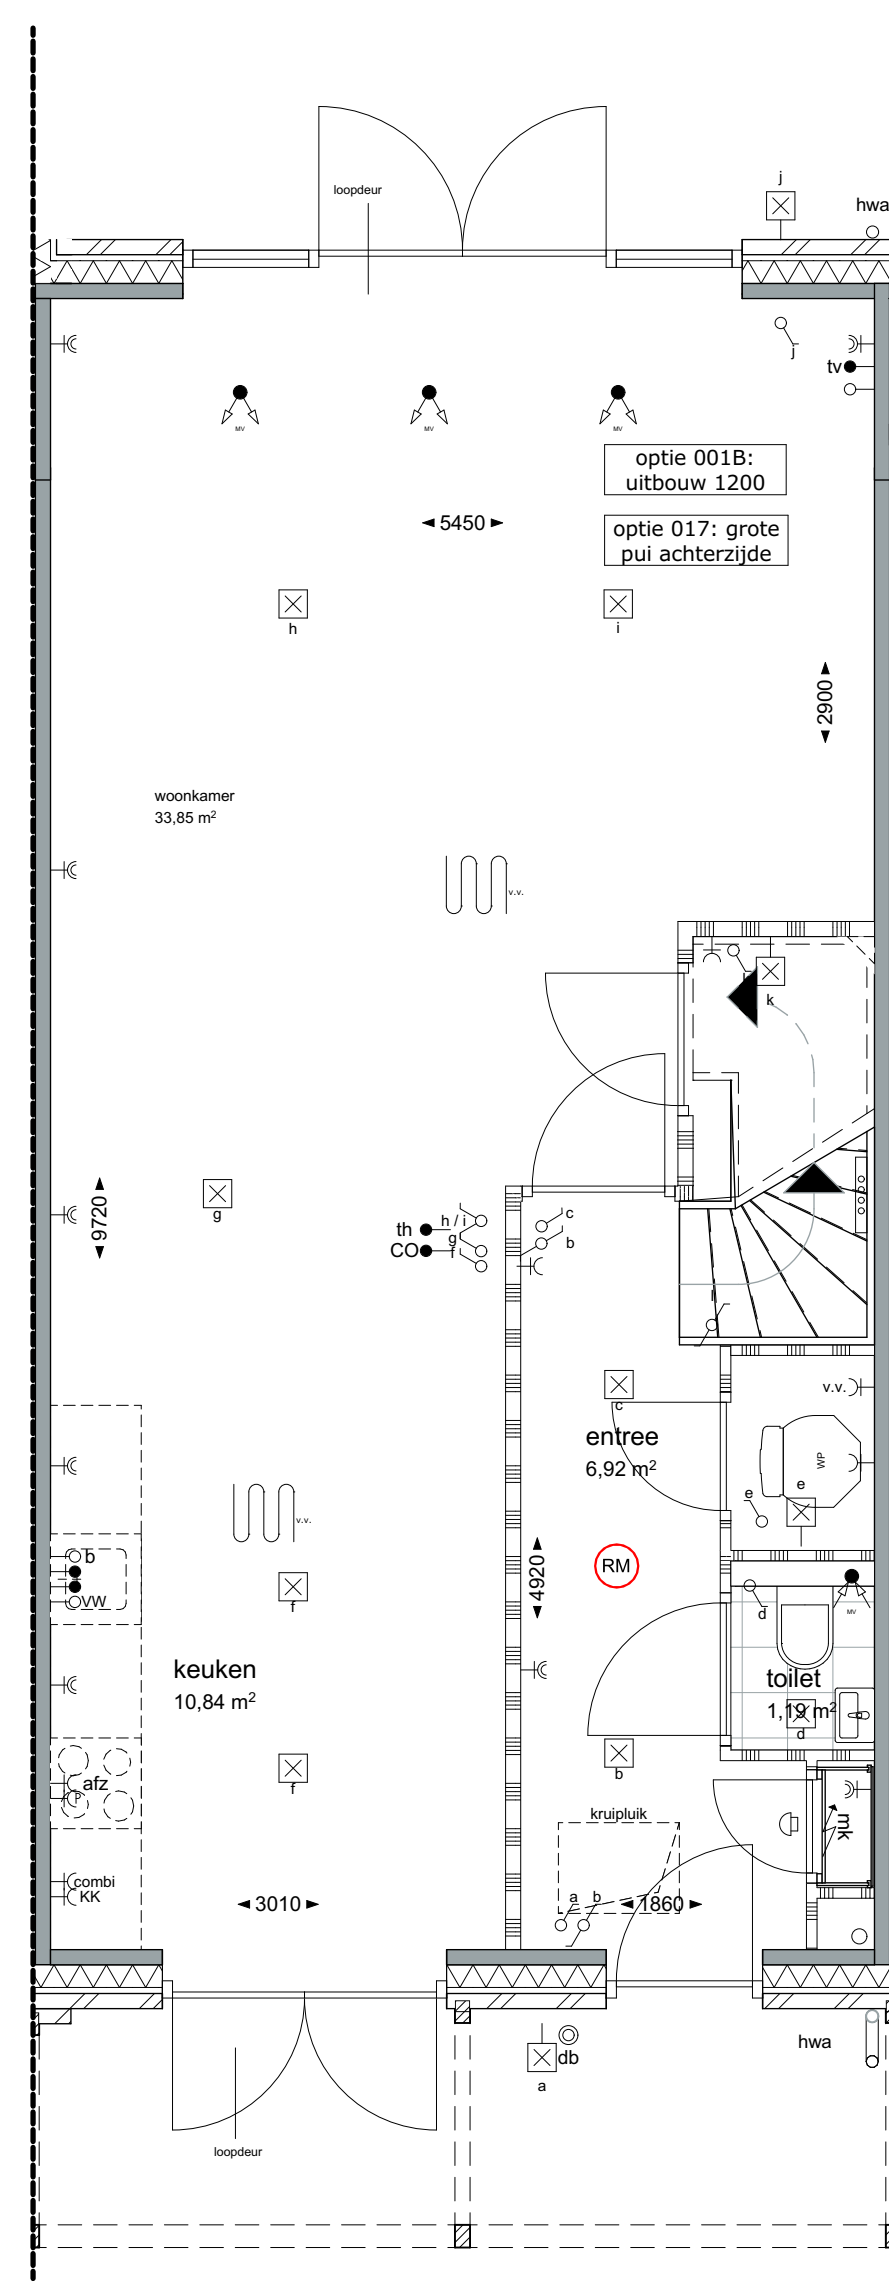 loopdeur
j
hwa
j
tv
MV
MV
MV
optie 001B:
uitbouw 1200
5450
optie 017: grote
pui achterzijde
h
i
2900
woonkamer
33,85 m²
v.v.
k
9720
g
th
h / i
c
g
b
CO
f
v.v.
c
entree
6,92 m²
WP
e
e
v.v.
4920
RM
b
VW
f
MV
d
keuken
10,84 m²
toilet
1,19 m²
d
b
f
afz
P
kruipluik
mk
combi
KK
3010
a
b
1860
db
a
hwa
loopdeur